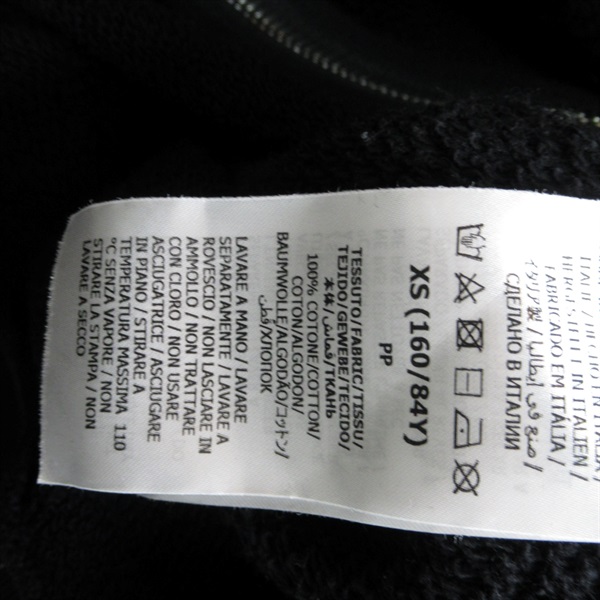 FABRICADO EM ITÁLIA /
イタリア製 / صنع في إيطاليا /
СДЕЛАНО В ИТАЛИИ
XS (160/84Y)
PP
TESSUTO/FABRIC/TISSU/
TEJIDO/GEWEBE/TECIDO/
本体/قماش/ТКАНЬ
100% COTONE/COTTON/
COTON/ALGODON/
BAUMWOLLE/ALGODÃO/コットン/
قطن/ХЛОПОК
LAVARE A MANO / LAVARE
SEPARATAMENTE / LAVARE A
ROVESCIO / NON LASCIARE IN
AMMOLLO / NON TRATTARE
CON CLORO / NON USARE
ASCIUGATRICE / ASCIUGARE
IN PIANO / STIRARE A
TEMPERATURA MASSIMA 110
°C SENZA VAPORE / NON
STIRARE LA STAMPA / NON
LAVARE A SECCO